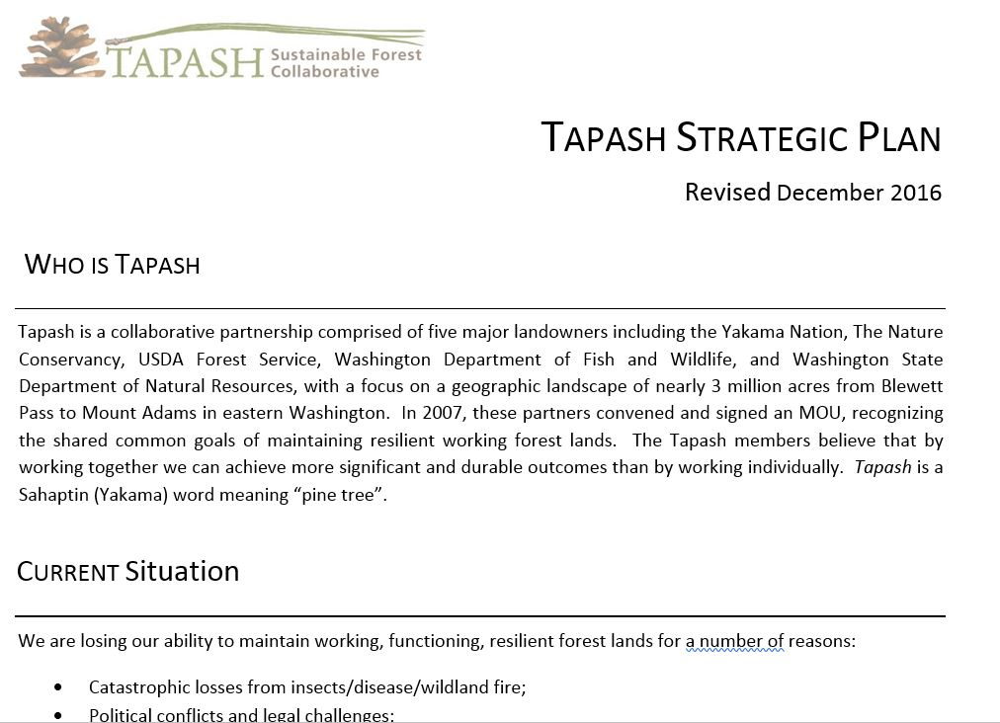 TAPASH Sustainable Forest
Collaborative
TAPASH STRATEGIC PLAN
Revised December 2016
WHO IS TAPASH
Tapash is a collaborative partnership comprised of five major landowners including the Yakama Nation, The Nature
Conservancy, USDA Forest Service, Washington Department of Fish and Wildlife, and Washington State
Department of Natural Resources, with a focus on a geographic landscape of nearly 3 million acres from Blewett
Pass to Mount Adams in eastern Washington.  In 2007, these partners convened and signed an MOU, recognizing
the shared common goals of maintaining resilient working forest lands.  The Tapash members believe that by
working together we can achieve more significant and durable outcomes than by working individually.  Tapash is a
Sahaptin (Yakama) word meaning “pine tree”.
CURRENT Situation
We are losing our ability to maintain working, functioning, resilient forest lands for a number of reasons:
• Catastrophic losses from insects/disease/wildland fire;
• Political conflicts and legal challenges;